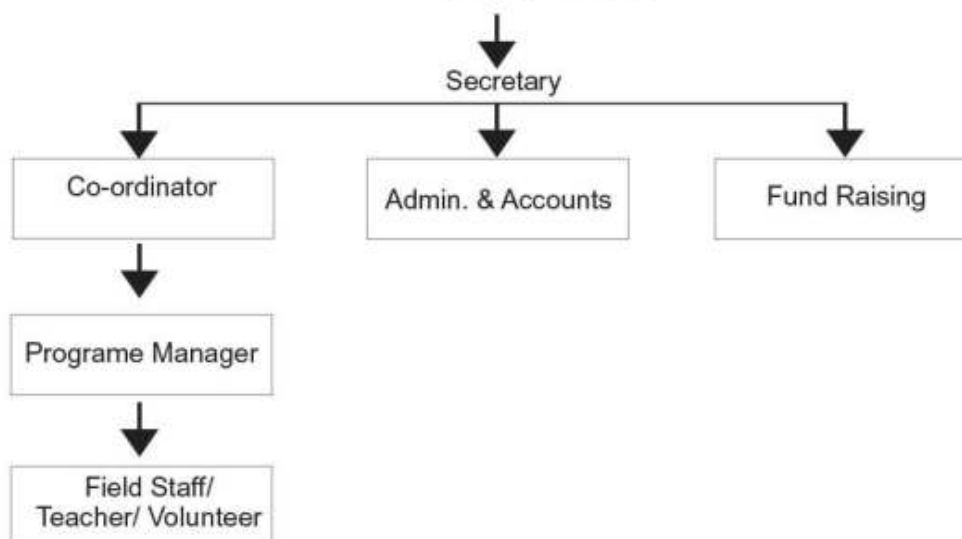 Secretary
Co-ordinator
Admin. & Accounts
Fund Raising
Programe Manager
Field Staff/
Teacher/ Volunteer